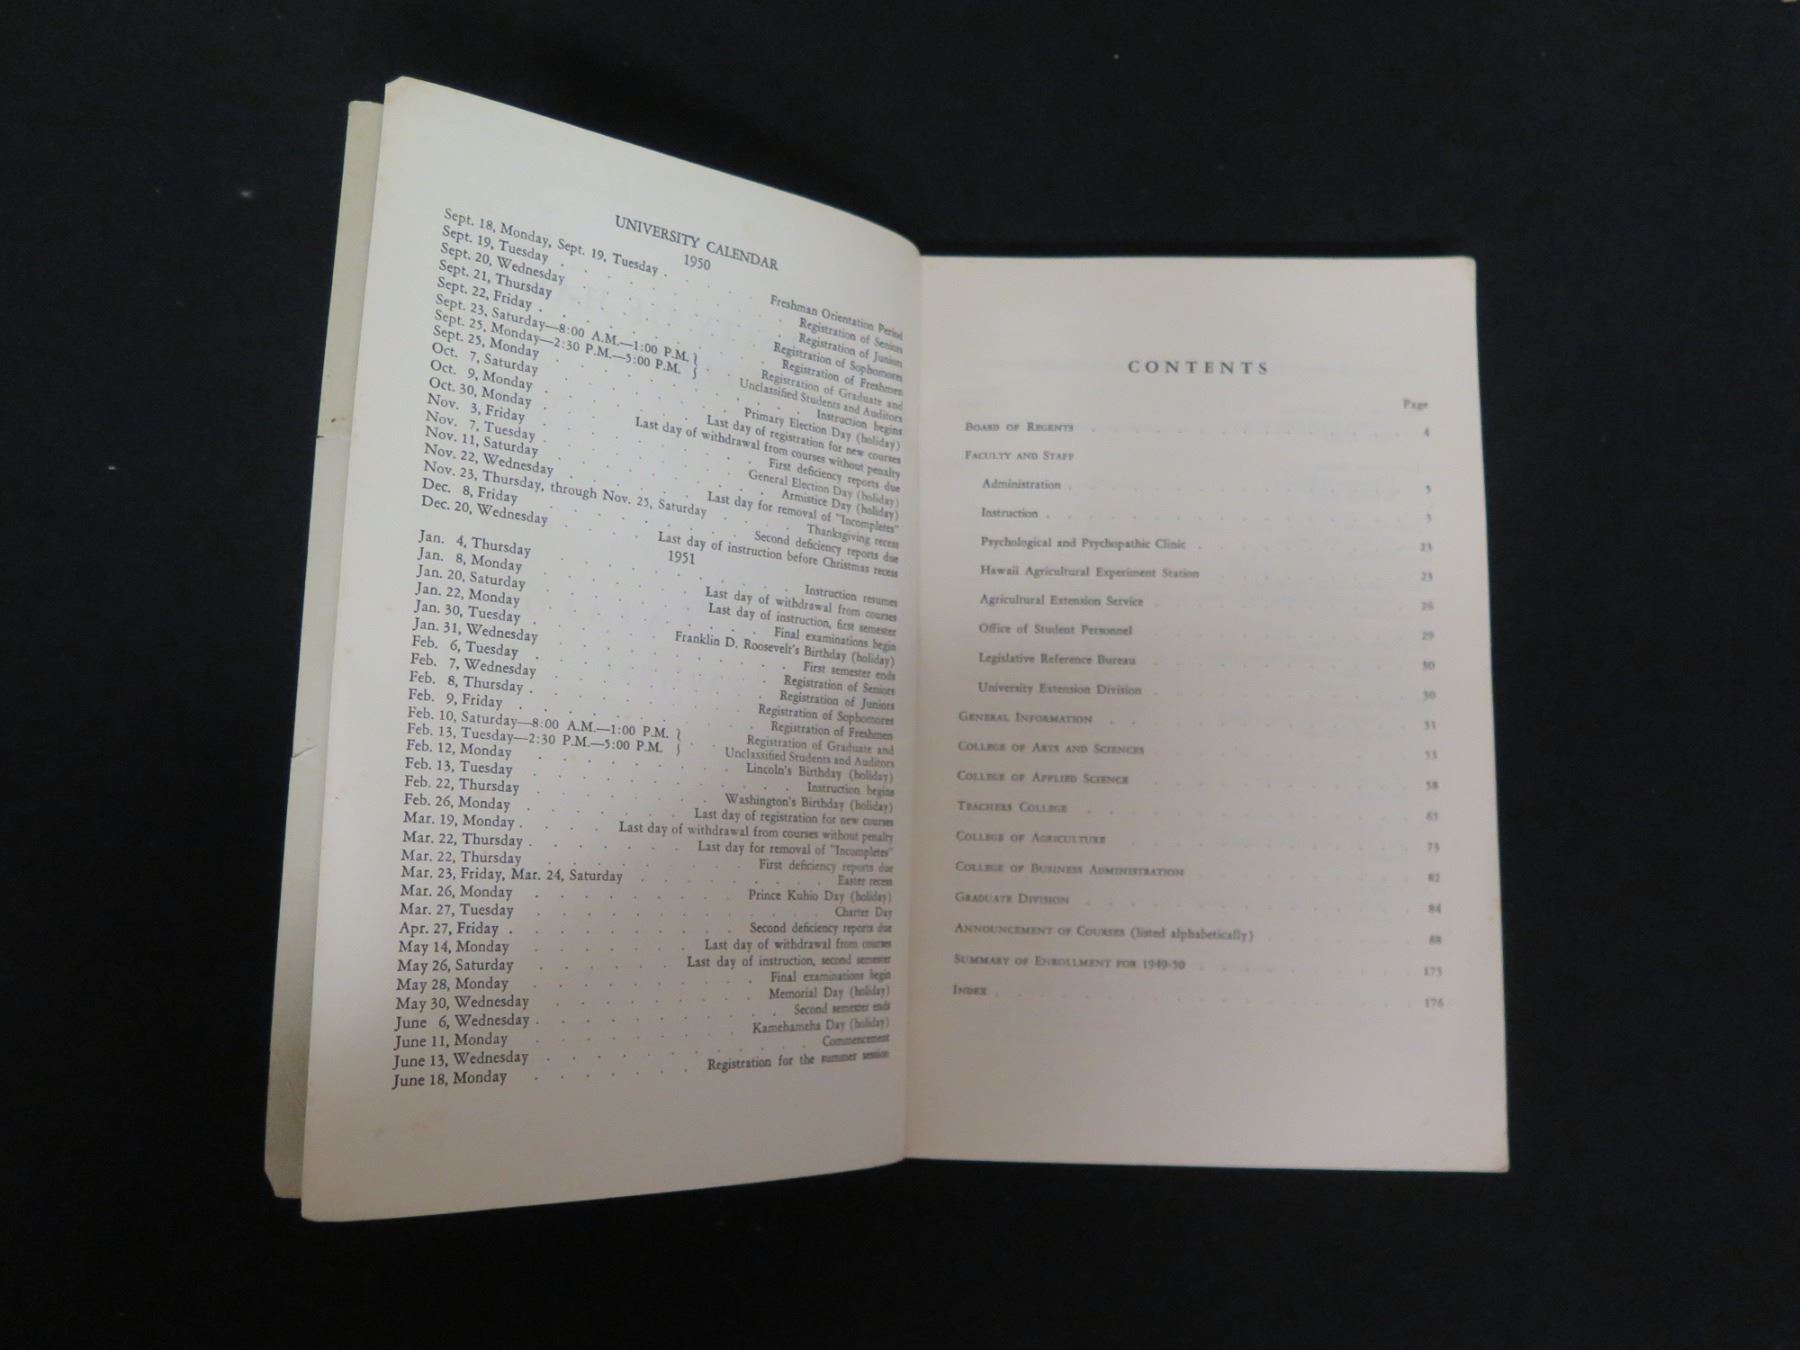 UNIVERSITY CALENDAR
1950
Sept. 18, Monday, Sept. 19, Tuesday . . . . . Freshman Orientation Period
Sept. 19, Tuesday . . . . . Registration of Seniors
Sept. 20, Wednesday . . . . . Registration of Juniors
Sept. 21, Thursday . . . . . Registration of Sophomores
Sept. 22, Friday . . . . . Registration of Freshmen
Sept. 23, Saturday—8:00 A.M.—1:00 P.M. } . . Registration of Graduate and
Sept. 25, Monday—2:30 P.M.—5:00 P.M. } Unclassified Students and Auditors
Sept. 25, Monday . . . . . Instruction begins
Oct. 7, Saturday . . . . . Primary Election Day (holiday)
Oct. 9, Monday . . . . . Last day of registration for new courses
Oct. 30, Monday . . . . Last day of withdrawal from courses without penalty
Nov. 3, Friday . . . . . First deficiency reports due
Nov. 7, Tuesday . . . . . General Election Day (holiday)
Nov. 11, Saturday . . . . . Armistice Day (holiday)
Nov. 22, Wednesday . . . . . Last day for removal of "Incompletes"
Nov. 23, Thursday, through Nov. 25, Saturday . . . . Thanksgiving recess
Dec. 8, Friday . . . . . Second deficiency reports due
Dec. 20, Wednesday . . . . Last day of instruction before Christmas recess
1951
Jan. 4, Thursday . . . . . Instruction resumes
Jan. 8, Monday . . . . . Last day of withdrawal from courses
Jan. 20, Saturday . . . . . Last day of instruction, first semester
Jan. 22, Monday . . . . . Final examinations begin
Jan. 30, Tuesday . . . . . Franklin D. Roosevelt's Birthday (holiday)
Jan. 31, Wednesday . . . . . First semester ends
Feb. 6, Tuesday . . . . . Registration of Seniors
Feb. 7, Wednesday . . . . . Registration of Juniors
Feb. 8, Thursday . . . . . Registration of Sophomores
Feb. 9, Friday . . . . . Registration of Freshmen
Feb. 10, Saturday—8:00 A.M.—1:00 P.M. } . . Registration of Graduate and
Feb. 13, Tuesday—2:30 P.M.—5:00 P.M. } Unclassified Students and Auditors
Feb. 12, Monday . . . . . Lincoln's Birthday (holiday)
Feb. 13, Tuesday . . . . . Instruction begins
Feb. 22, Thursday . . . . . Washington's Birthday (holiday)
Feb. 26, Monday . . . . . Last day of registration for new courses
Mar. 19, Monday . . . . Last day of withdrawal from courses without penalty
Mar. 22, Thursday . . . . . Last day for removal of "Incompletes"
Mar. 22, Thursday . . . . . First deficiency reports due
Mar. 23, Friday, Mar. 24, Saturday . . . . . Easter recess
Mar. 26, Monday . . . . . Prince Kuhio Day (holiday)
Mar. 27, Tuesday . . . . . Charter Day
Apr. 27, Friday . . . . . Second deficiency reports due
May 14, Monday . . . . . Last day of withdrawal from courses
May 26, Saturday . . . . . Last day of instruction, second semester
May 28, Monday . . . . . Final examinations begin
May 30, Wednesday . . . . . Memorial Day (holiday)
June 6, Wednesday . . . . . Second semester ends
June 11, Monday . . . . . Kamehameha Day (holiday)
June 13, Wednesday . . . . . Commencement
June 18, Monday . . . . . Registration for the summer session
CONTENTS
Page
BOARD OF REGENTS . . . . . 4
FACULTY AND STAFF
Administration . . . . . 5
Instruction . . . . . 5
Psychological and Psychopathic Clinic . . . . . 23
Hawaii Agricultural Experiment Station . . . . . 23
Agricultural Extension Service . . . . . 26
Office of Student Personnel . . . . . 29
Legislative Reference Bureau . . . . . 30
University Extension Division . . . . . 30
GENERAL INFORMATION . . . . . 31
COLLEGE OF ARTS AND SCIENCES . . . . . 53
COLLEGE OF APPLIED SCIENCE . . . . . 58
TEACHERS COLLEGE . . . . . 65
COLLEGE OF AGRICULTURE . . . . . 73
COLLEGE OF BUSINESS ADMINISTRATION . . . . . 82
GRADUATE DIVISION . . . . . 84
ANNOUNCEMENT OF COURSES (listed alphabetically) . . . . . 88
SUMMARY OF ENROLLMENT FOR 1949-50 . . . . . 175
INDEX . . . . . 176